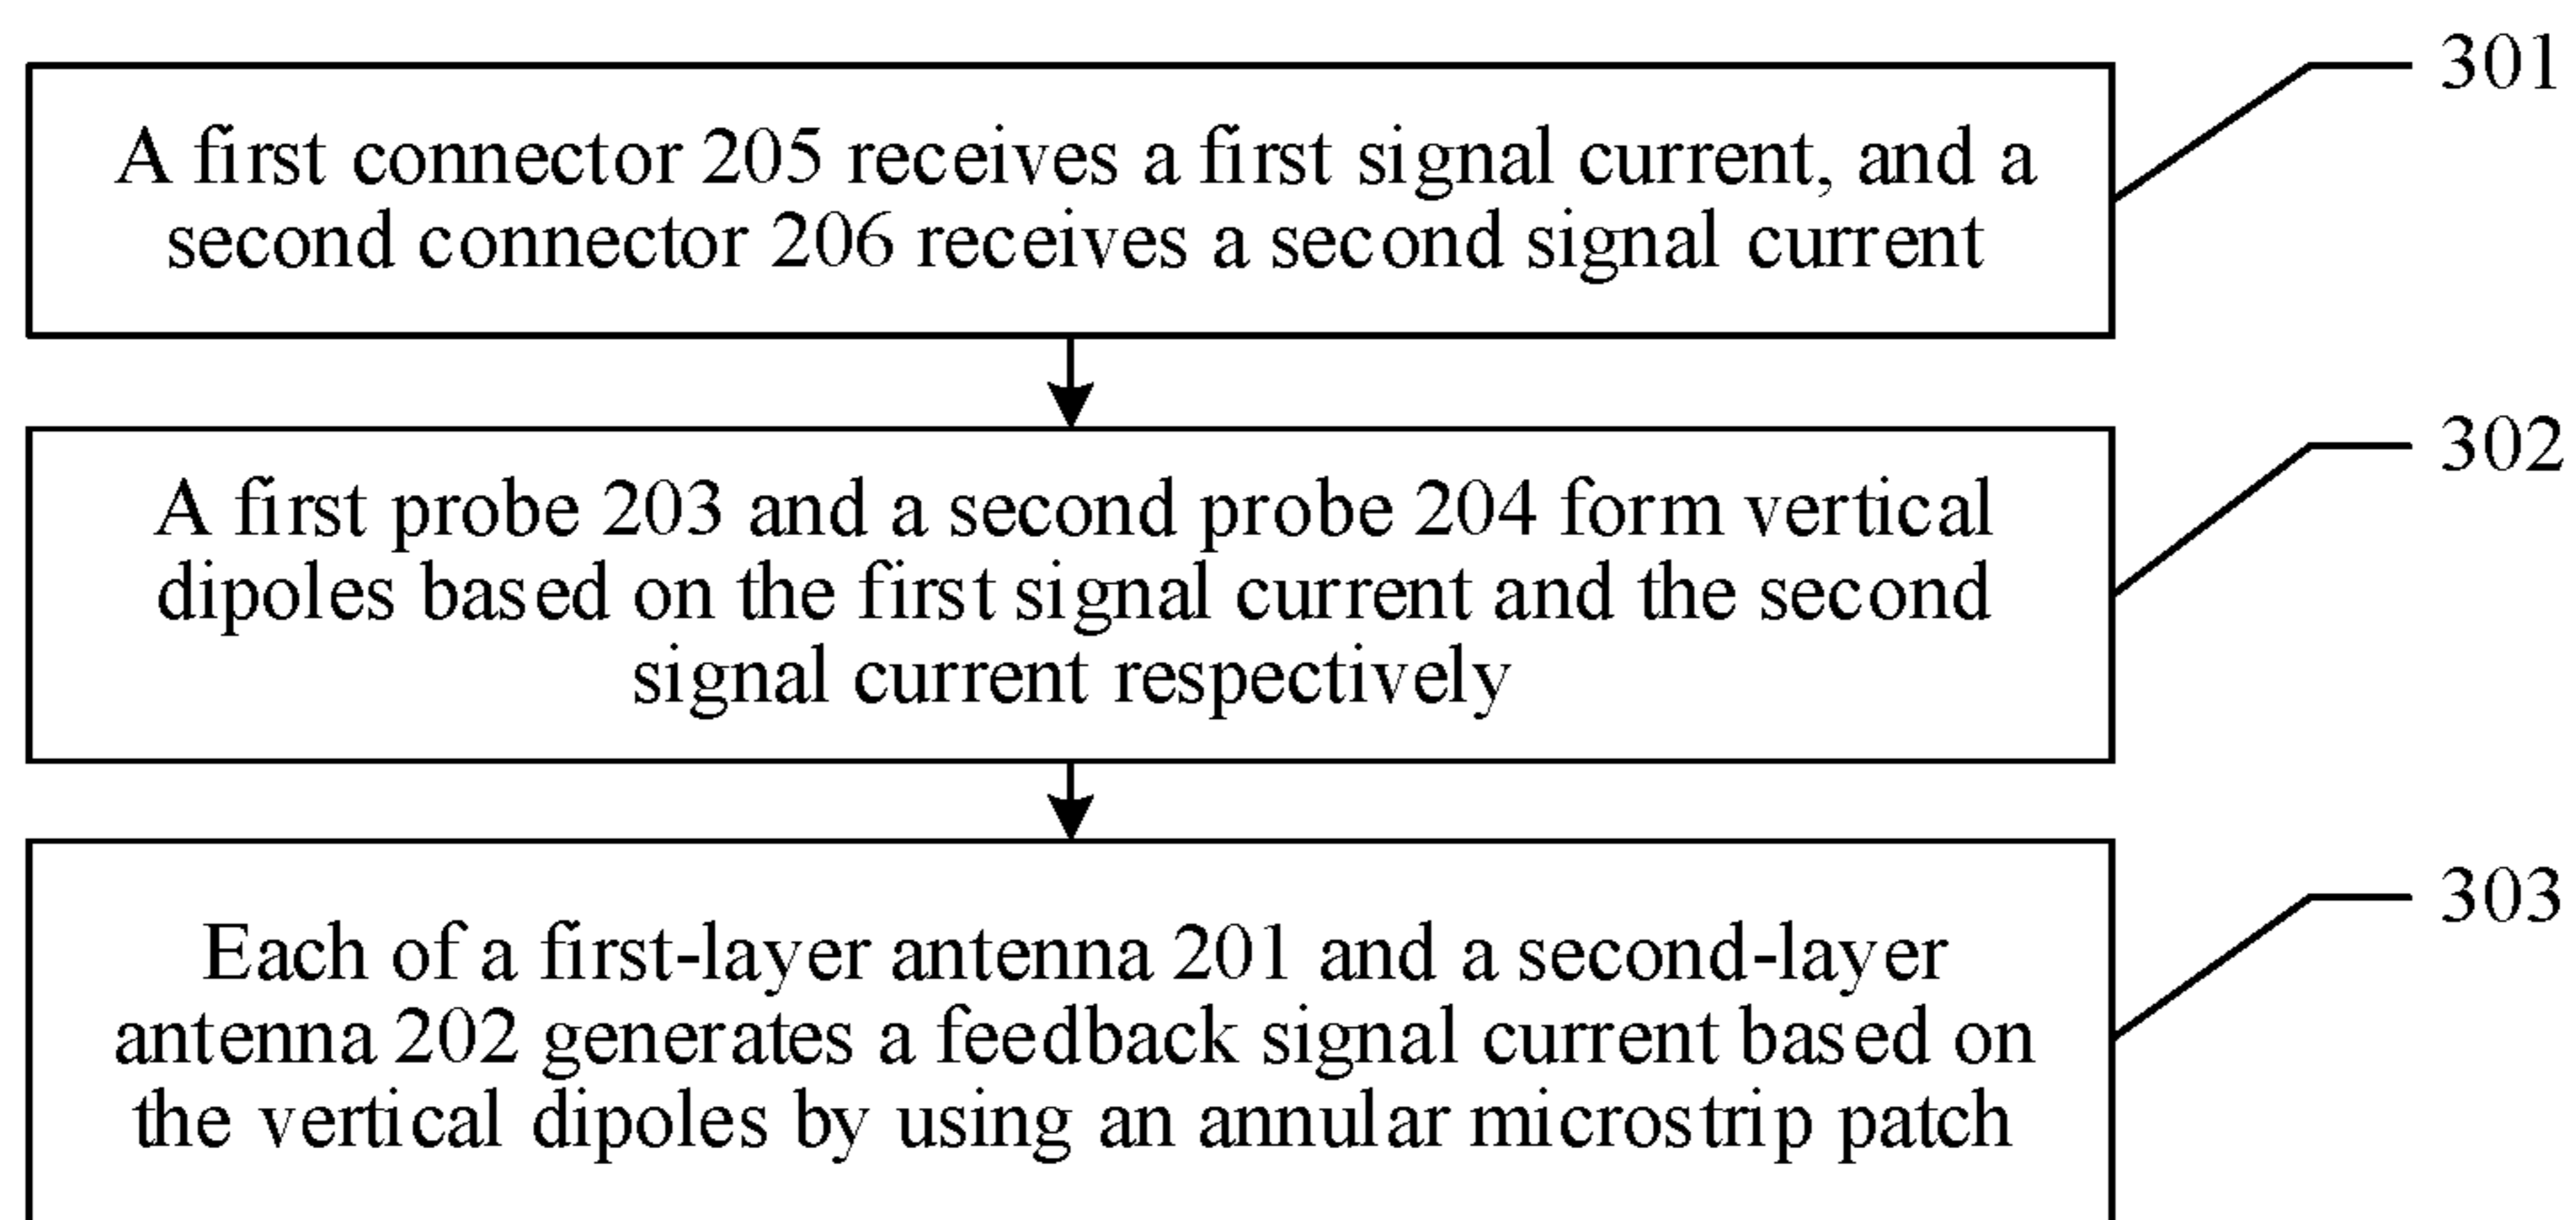 301
A first connector 205 receives a first signal current, and a
second connector 206 receives a second signal current
302
A first probe 203 and a second probe 204 form vertical
dipoles based on the first signal current and the second
signal current respectively
303
Each of a first-layer antenna 201 and a second-layer
antenna 202 generates a feedback signal current based on
the vertical dipoles by using an annular microstrip patch